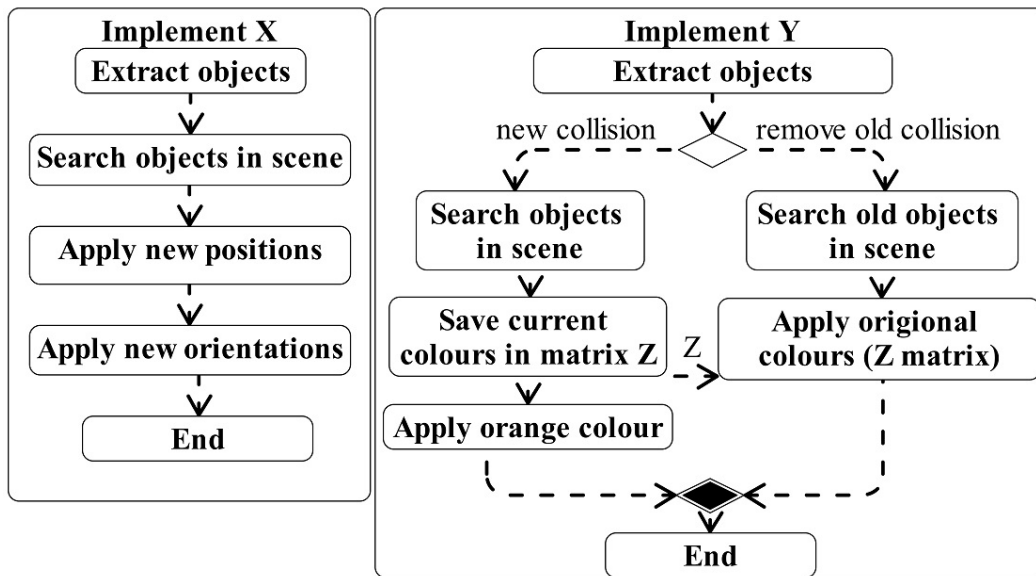 Implement X
Extract objects
Search objects in scene
Apply new positions
Apply new orientations
End
Implement Y
Extract objects
new collision
remove old collision
Search objects
in scene
Search old objects
in scene
Save current
colours in matrix Z
Z
Apply origional
colours (Z matrix)
Apply orange colour
End